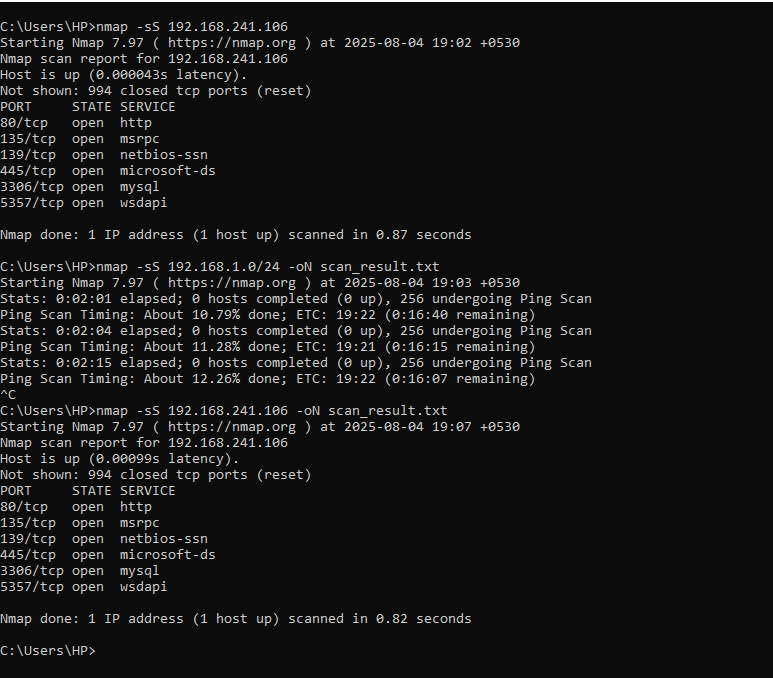 C:\Users\HP>nmap -sS 192.168.241.106
Starting Nmap 7.97 ( https://nmap.org ) at 2025-08-04 19:02 +0530
Nmap scan report for 192.168.241.106
Host is up (0.000043s latency).
Not shown: 994 closed tcp ports (reset)
PORT     STATE SERVICE
80/tcp   open  http
135/tcp  open  msrpc
139/tcp  open  netbios-ssn
445/tcp  open  microsoft-ds
3306/tcp open  mysql
5357/tcp open  wsdapi

Nmap done: 1 IP address (1 host up) scanned in 0.87 seconds

C:\Users\HP>nmap -sS 192.168.1.0/24 -oN scan_result.txt
Starting Nmap 7.97 ( https://nmap.org ) at 2025-08-04 19:03 +0530
Stats: 0:02:01 elapsed; 0 hosts completed (0 up), 256 undergoing Ping Scan
Ping Scan Timing: About 10.79% done; ETC: 19:22 (0:16:40 remaining)
Stats: 0:02:04 elapsed; 0 hosts completed (0 up), 256 undergoing Ping Scan
Ping Scan Timing: About 11.28% done; ETC: 19:21 (0:16:15 remaining)
Stats: 0:02:15 elapsed; 0 hosts completed (0 up), 256 undergoing Ping Scan
Ping Scan Timing: About 12.26% done; ETC: 19:22 (0:16:07 remaining)
^C
C:\Users\HP>nmap -sS 192.168.241.106 -oN scan_result.txt
Starting Nmap 7.97 ( https://nmap.org ) at 2025-08-04 19:07 +0530
Nmap scan report for 192.168.241.106
Host is up (0.00099s latency).
Not shown: 994 closed tcp ports (reset)
PORT     STATE SERVICE
80/tcp   open  http
135/tcp  open  msrpc
139/tcp  open  netbios-ssn
445/tcp  open  microsoft-ds
3306/tcp open  mysql
5357/tcp open  wsdapi

Nmap done: 1 IP address (1 host up) scanned in 0.82 seconds

C:\Users\HP>